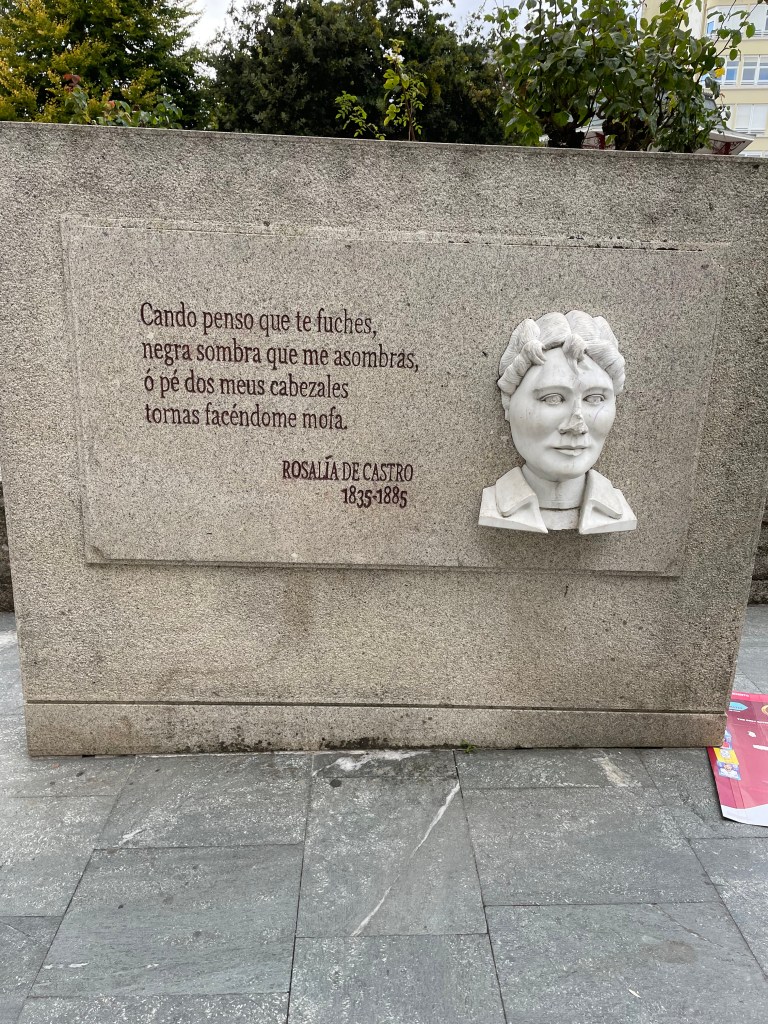 Cando penso que te fuches,
negra sombra que me asombras,
ó pé dos meus cabezales
tornas facéndome mofa.
ROSALÍA DE CASTRO
1835-1885